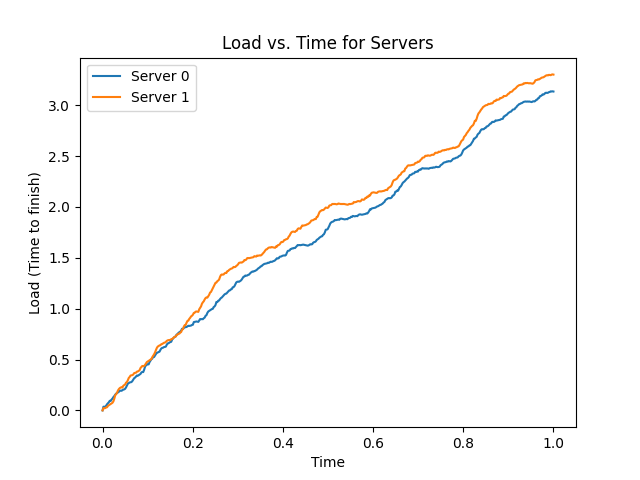 Load vs. Time for Servers
Server 0
Server 1
Load (Time to finish)
3.0
2.5
2.0
1.5
1.0
0.5
0.0
0.0
0.2
0.4
0.6
0.8
1.0
Time